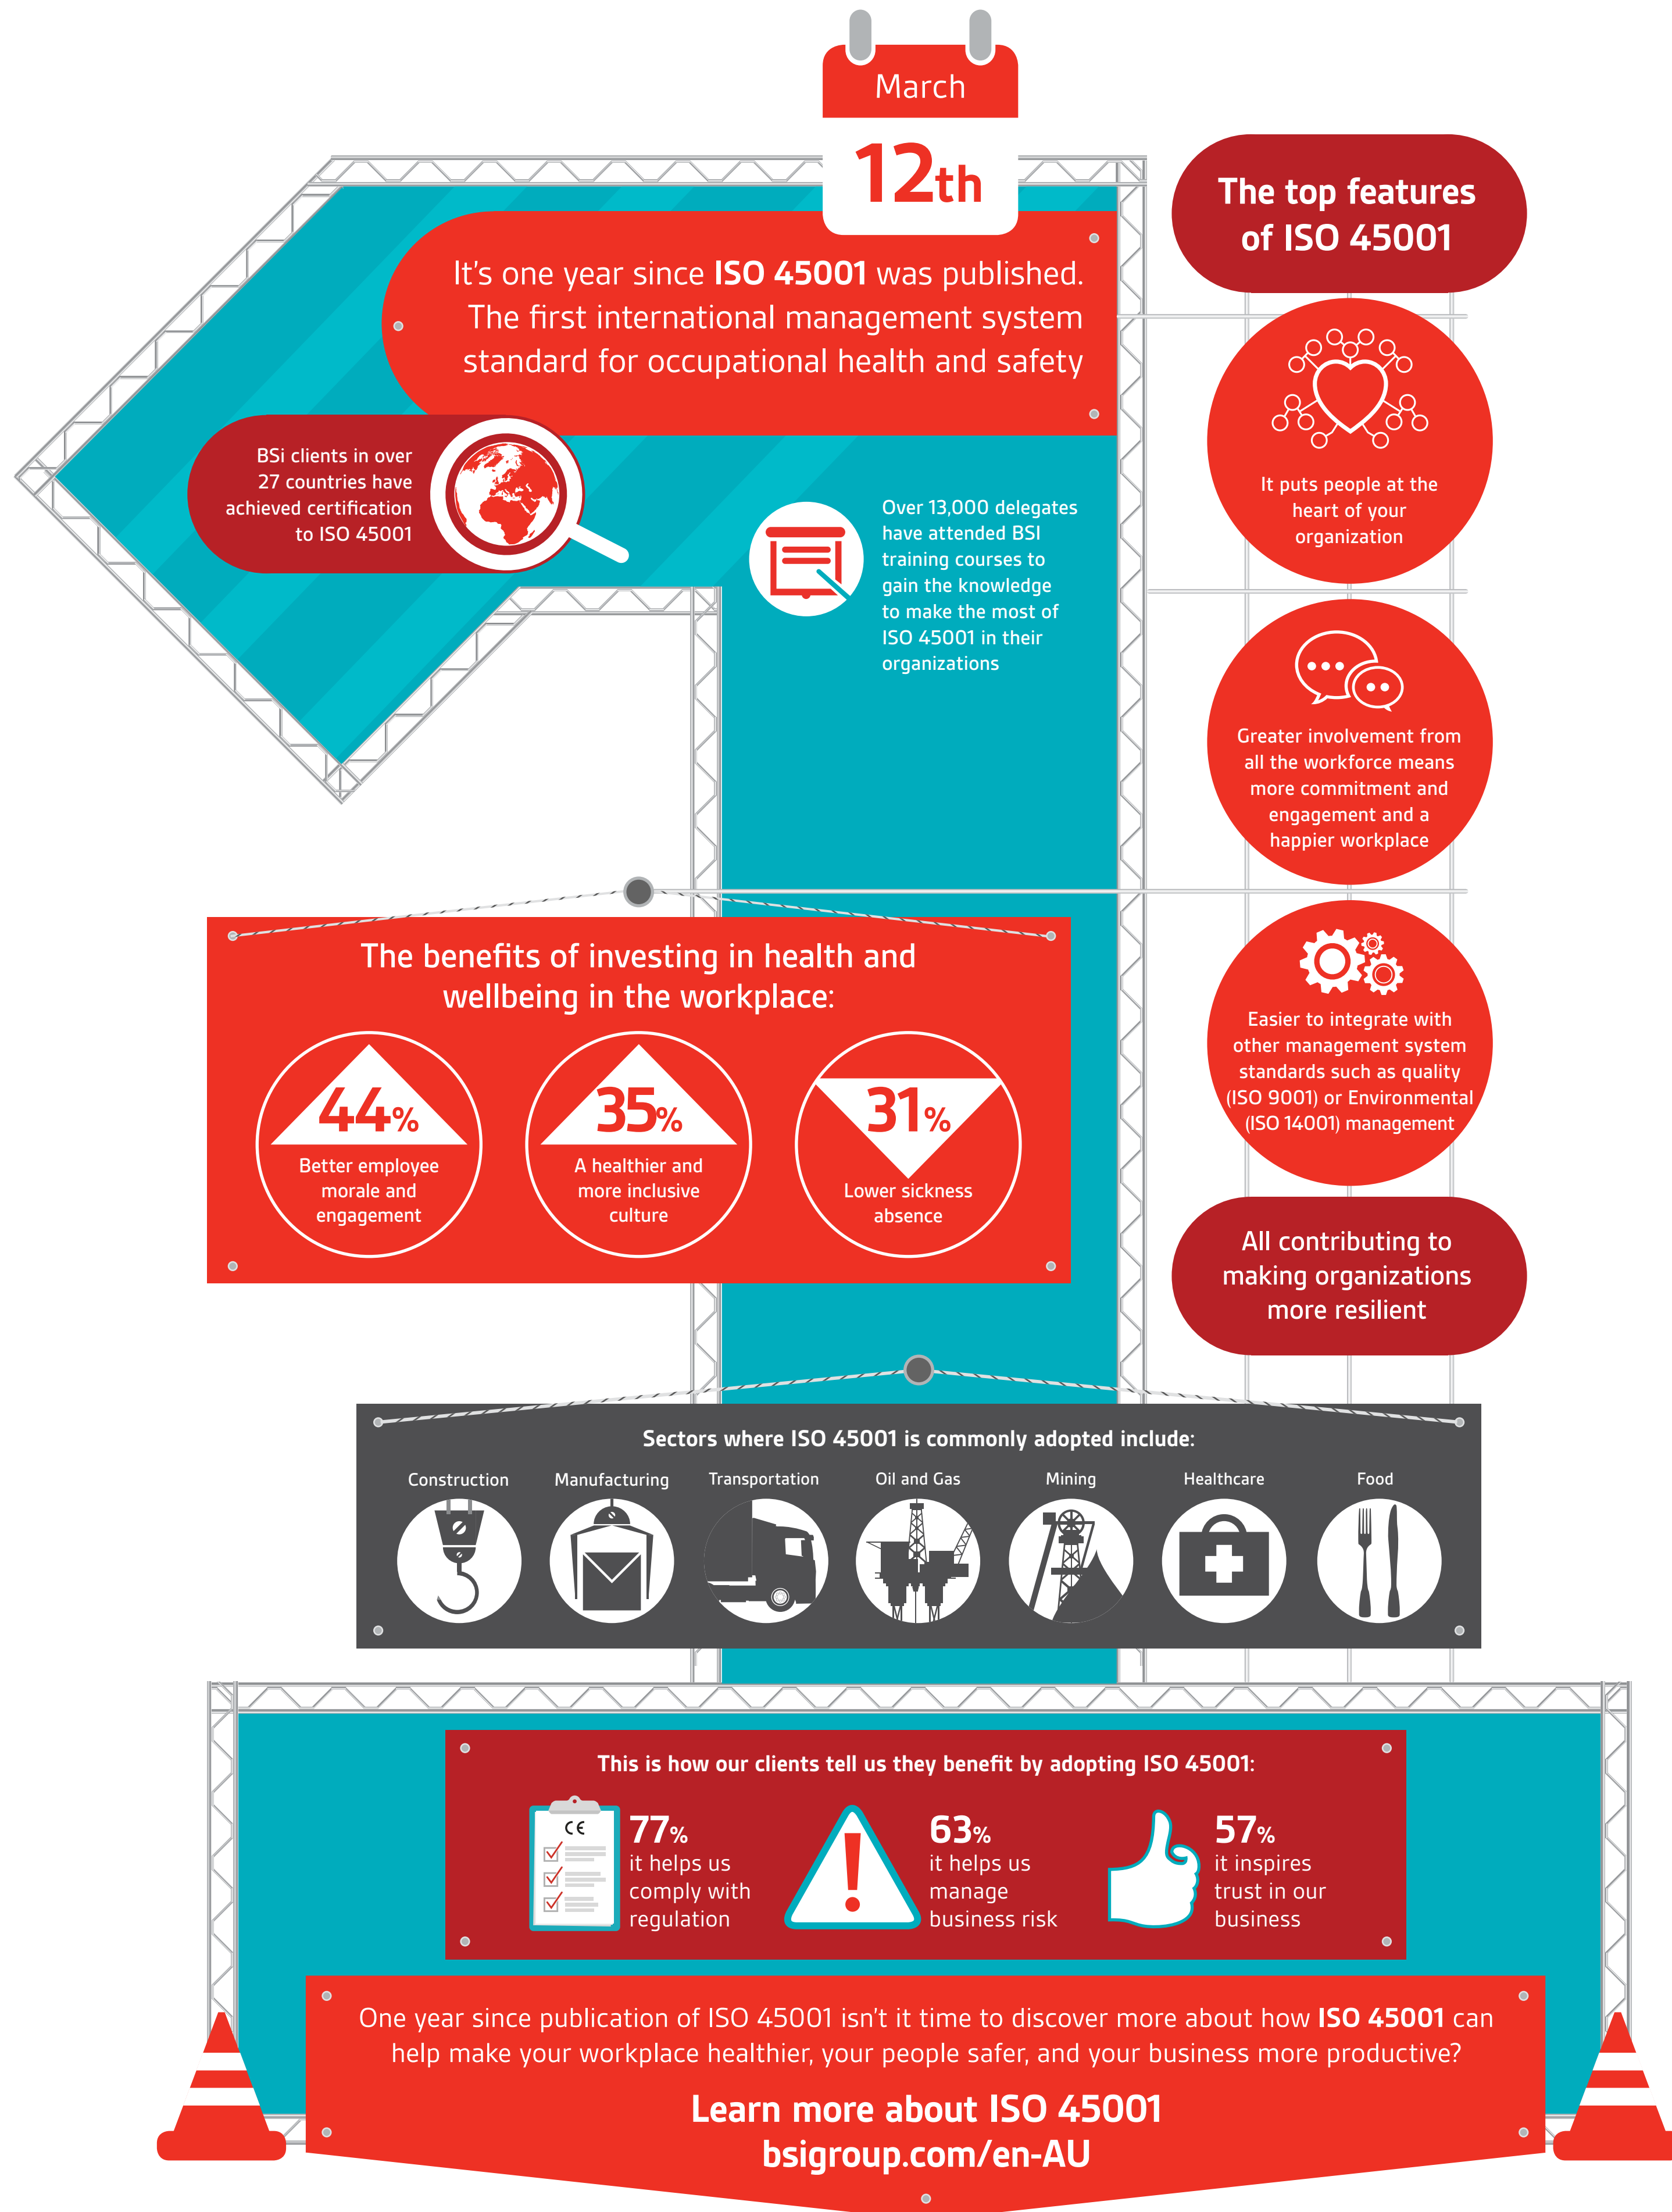 March
12th
It's one year since ISO 45001 was published.
The first international management system
standard for occupational health and safety
BSi clients in over
27 countries have
achieved certification
to ISO 45001
Over 13,000 delegates
have attended BSI
training courses to
gain the knowledge
to make the most of
ISO 45001 in their
organizations
The top features
of ISO 45001
It puts people at the
heart of your
organization
Greater involvement from
all the workforce means
more commitment and
engagement and a
happier workplace
Easier to integrate with
other management system
standards such as quality
(ISO 9001) or Environmental
(ISO 14001) management
All contributing to
making organizations
more resilient
The benefits of investing in health and
wellbeing in the workplace:
44%
Better employee
morale and
engagement
35%
A healthier and
more inclusive
culture
31%
Lower sickness
absence
Sectors where ISO 45001 is commonly adopted include:
Construction Manufacturing Transportation Oil and Gas Mining Healthcare Food
This is how our clients tell us they benefit by adopting ISO 45001:
CE
77%
it helps us
comply with
regulation
63%
it helps us
manage
business risk
57%
it inspires
trust in our
business
One year since publication of ISO 45001 isn't it time to discover more about how ISO 45001 can
help make your workplace healthier, your people safer, and your business more productive?
Learn more about ISO 45001
bsigroup.com/en-AU